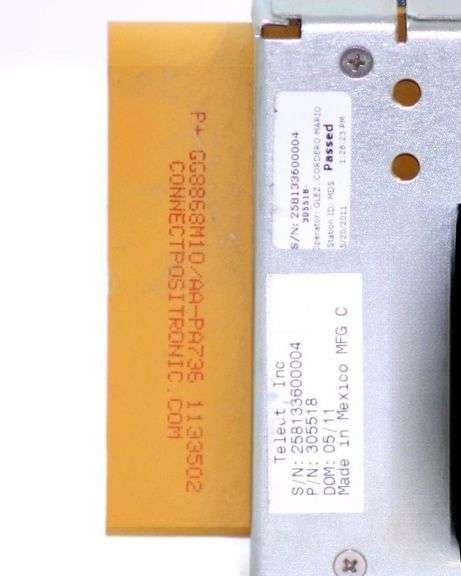 P+ GG8868M10/AA-PA736 1133502
CONNECTPOSITRONIC.COM
S/N: 258133600004
305518-
Operator: GLEZ. CORDERO MARIO
Station ID: MDS Passed
5/20/2011 1:26:23 PM
Telect, Inc
S/N: 258133600004
P/N: 305518
DOM: 05/11
Made in Mexico MFG C